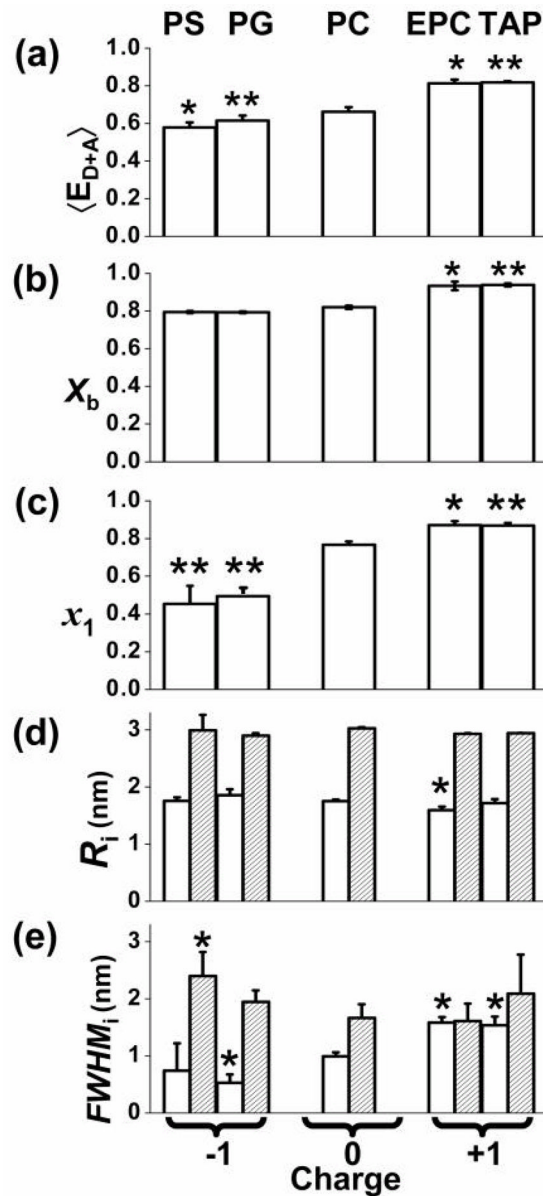 PS PG PC EPC TAP
(a)
⟨E_D+A⟩
1.0
0.8
0.6
0.4
0.2
0.0
* ** * **
(b)
X_b
1.0
0.8
0.6
0.4
0.2
0.0
* **
(c)
x_1
1.0
0.8
0.6
0.4
0.2
0.0
** ** * **
(d)
R_i (nm)
3
2
1
0
*
(e)
FWHM_i (nm)
3
2
1
0
* * * *
-1 0 +1
Charge